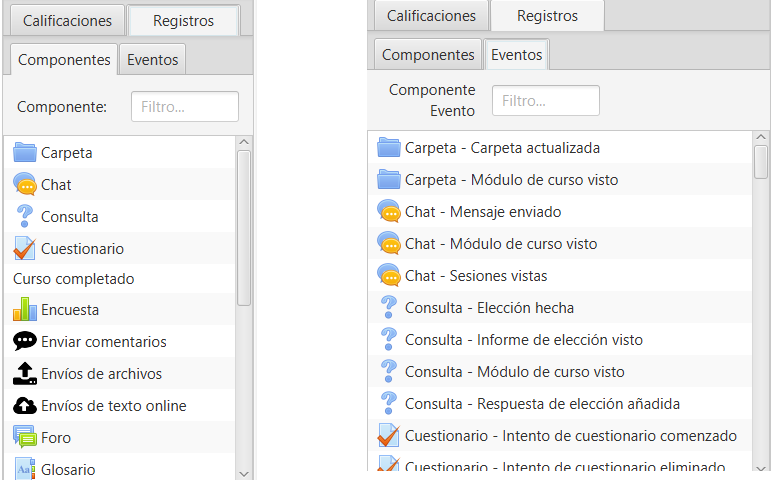 Calificaciones Registros
Componentes Eventos
Componente: Filtro...
Carpeta
Chat
Consulta
Cuestionario
Curso completado
Encuesta
Enviar comentarios
Envíos de archivos
Envíos de texto online
Foro
Glosario
Calificaciones Registros
Componentes Eventos
Componente
Evento
Filtro...
Carpeta - Carpeta actualizada
Carpeta - Módulo de curso visto
Chat - Mensaje enviado
Chat - Módulo de curso visto
Chat - Sesiones vistas
Consulta - Elección hecha
Consulta - Informe de elección visto
Consulta - Módulo de curso visto
Consulta - Respuesta de elección añadida
Cuestionario - Intento de cuestionario comenzado
Cuestionario - Intento de cuestionario eliminado